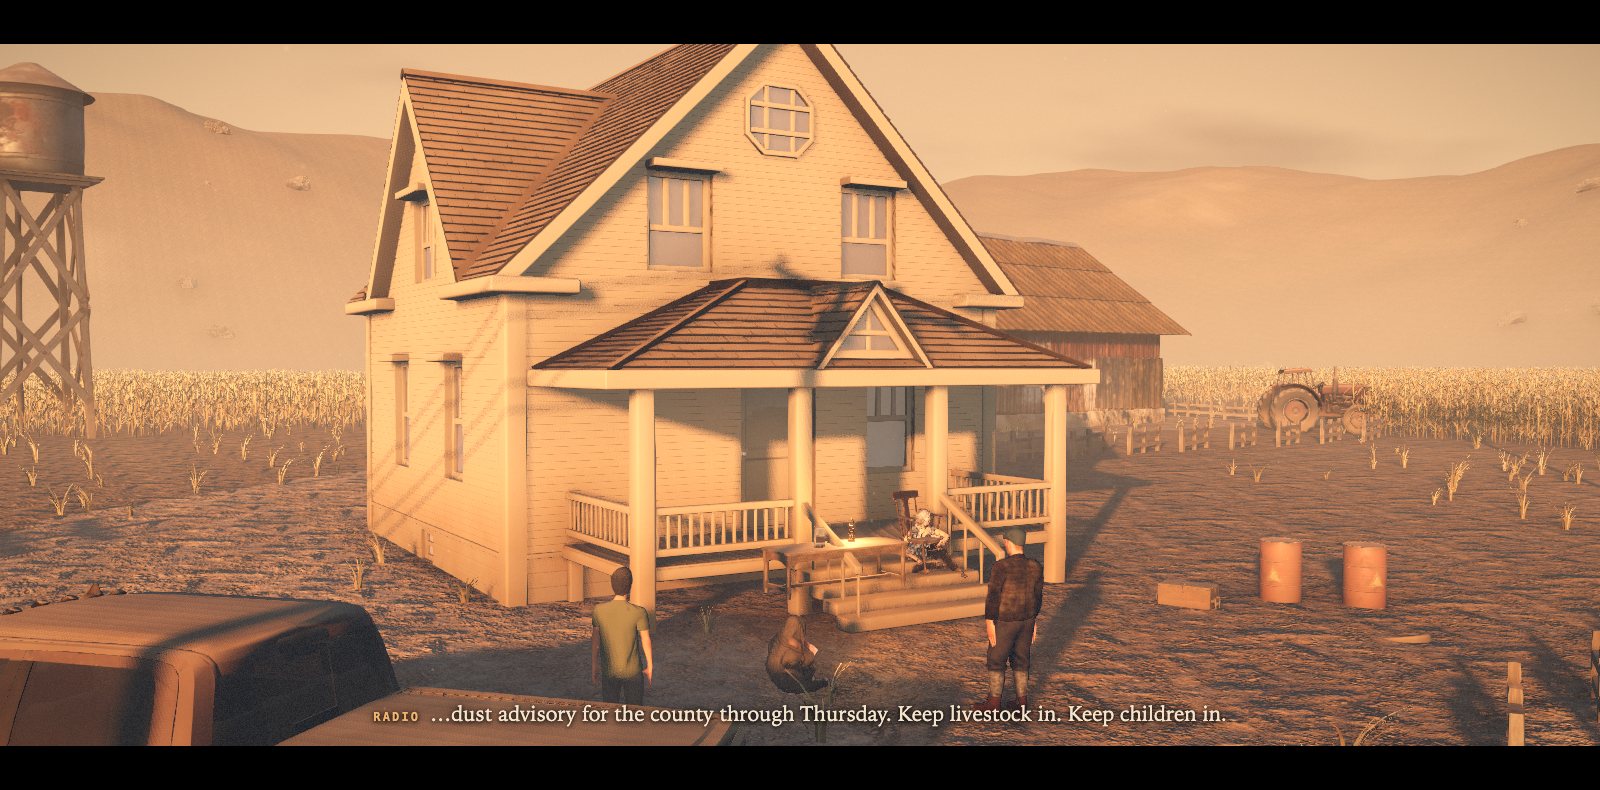 RADIO …dust advisory for the county through Thursday. Keep livestock in. Keep children in.